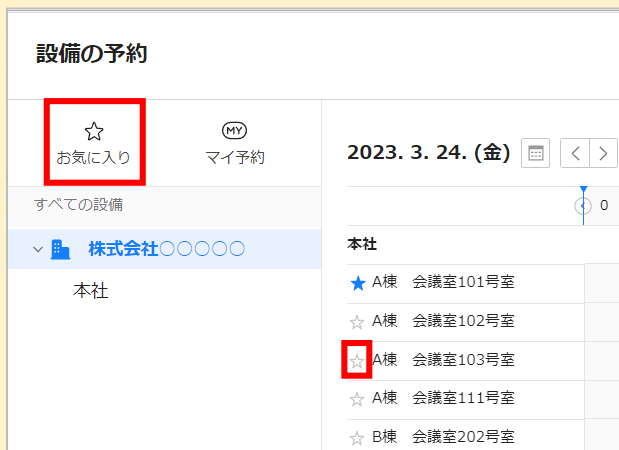 設備の予約
お気に入り
MY
マイ予約
すべての設備
株式会社〇〇〇〇〇
本社
2023. 3. 24. (金)
0
本社
A棟　会議室101号室
A棟　会議室102号室
A棟　会議室103号室
A棟　会議室111号室
B棟　会議室202号室